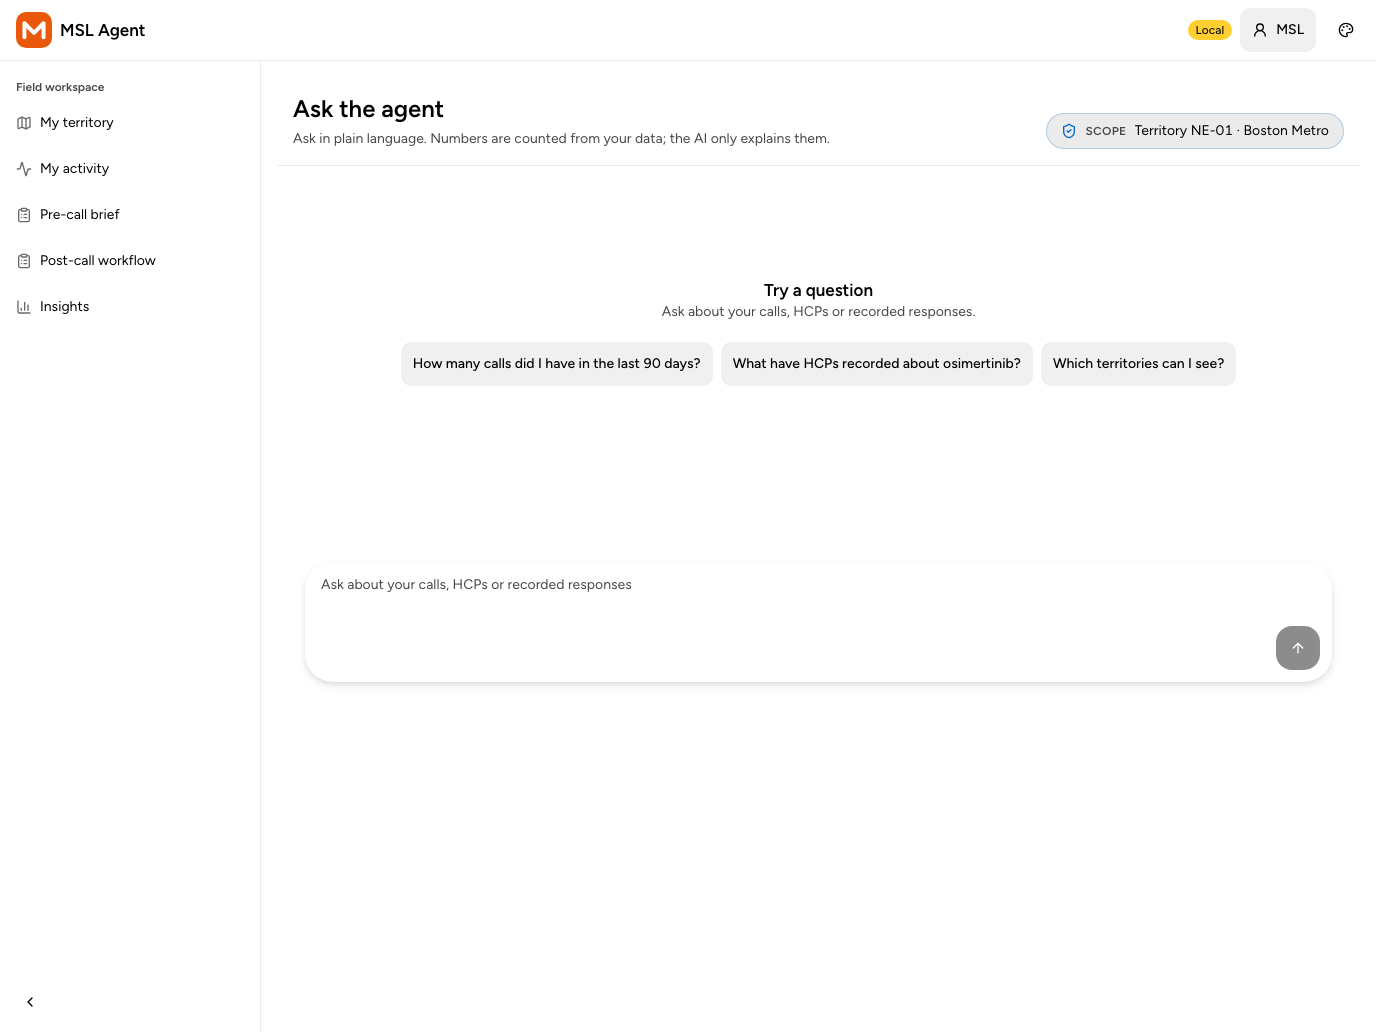 MSL Agent
Local
MSL
Field workspace
My territory
My activity
Pre-call brief
Post-call workflow
Insights
Ask the agent
Ask in plain language. Numbers are counted from your data; the AI only explains them.
SCOPE Territory NE-01 · Boston Metro
Try a question
Ask about your calls, HCPs or recorded responses.
How many calls did I have in the last 90 days?
What have HCPs recorded about osimertinib?
Which territories can I see?
Ask about your calls, HCPs or recorded responses